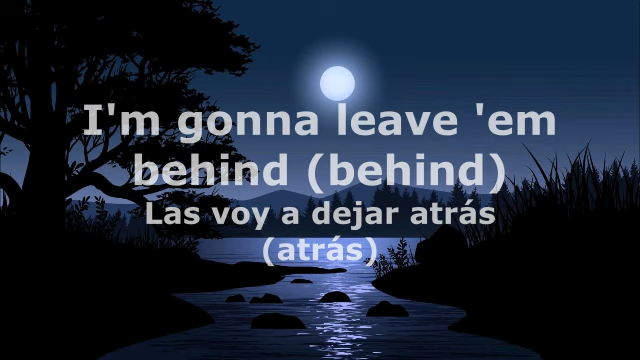 I'm gonna leave 'em
behind (behind)
Las voy a dejar atrás
(atrás)